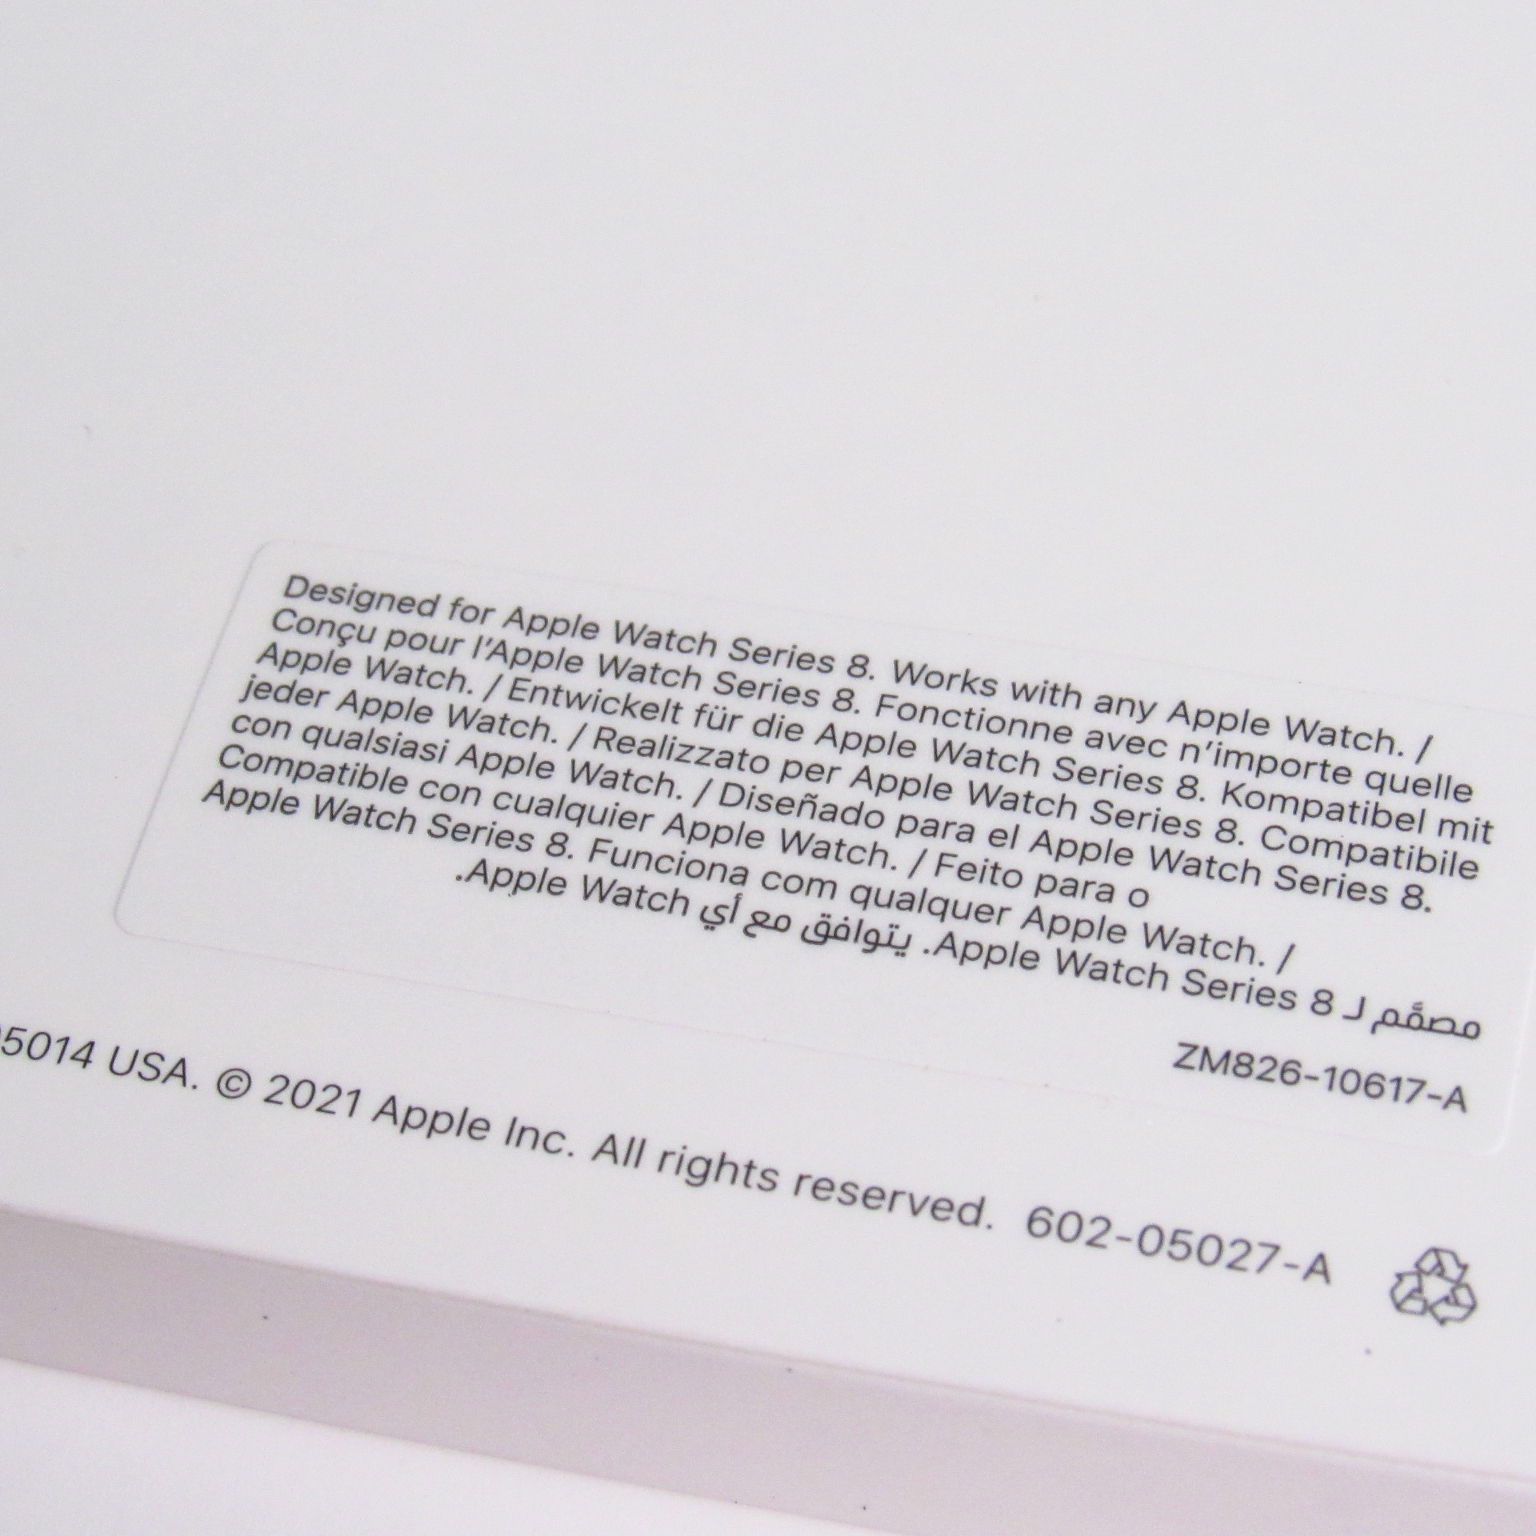 Designed for Apple Watch Series 8. Works with any Apple Watch. /
Conçu pour l’Apple Watch Series 8. Fonctionne avec n’importe quelle
Apple Watch. / Entwickelt für die Apple Watch Series 8. Kompatibel mit
jeder Apple Watch. / Realizzato per Apple Watch Series 8. Compatibile
con qualsiasi Apple Watch. / Diseñado para el Apple Watch Series 8.
Compatible con cualquier Apple Watch. / Feito para o
Apple Watch Series 8. Funciona com qualquer Apple Watch. /
مصمَّم لـ Apple Watch Series 8. يتوافق مع أي Apple Watch.
ZM826-10617-A
5014 USA. © 2021 Apple Inc. All rights reserved. 602-05027-A